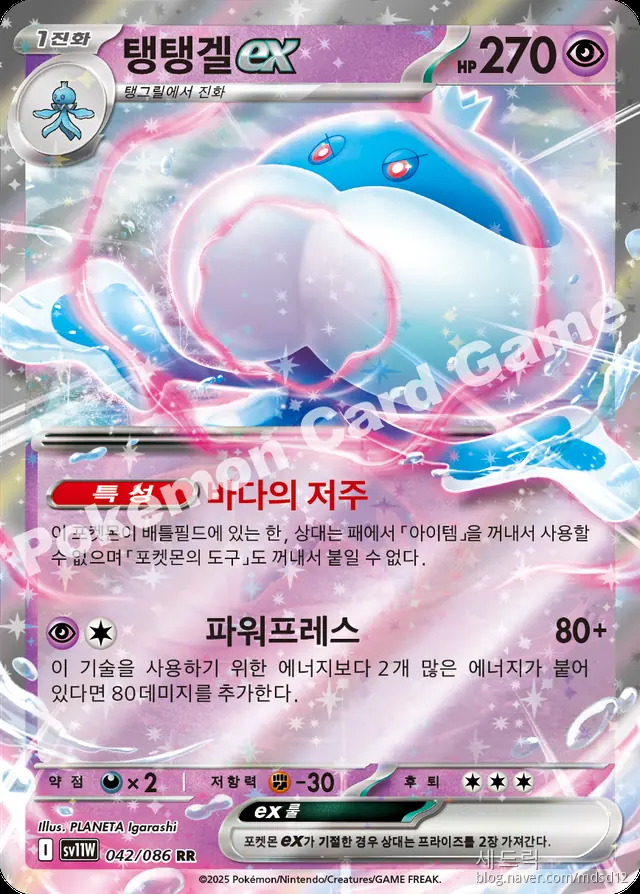 1진화
탱탱겔 ex
HP 270
탱그릴에서 진화
Pokémon Card Game
특성 바다의 저주
이 포켓몬이 배틀필드에 있는 한, 상대는 패에서 「아이템」을 꺼내서 사용할
수 없으며 「포켓몬의 도구」도 꺼내서 붙일 수 없다.
파워프레스 80+
이 기술을 사용하기 위한 에너지보다 2개 많은 에너지가 붙어
있다면 80데미지를 추가한다.
약점 ×2 저항력 -30 후퇴
ex 룰
포켓몬 ex가 기절한 경우 상대는 프라이즈를 2장 가져간다.
Illus. PLANETA Igarashi
I sv11W 042/086 RR
세드릭
blog.naver.com/mdsd12
©2025 Pokémon/Nintendo/Creatures/GAME FREAK.